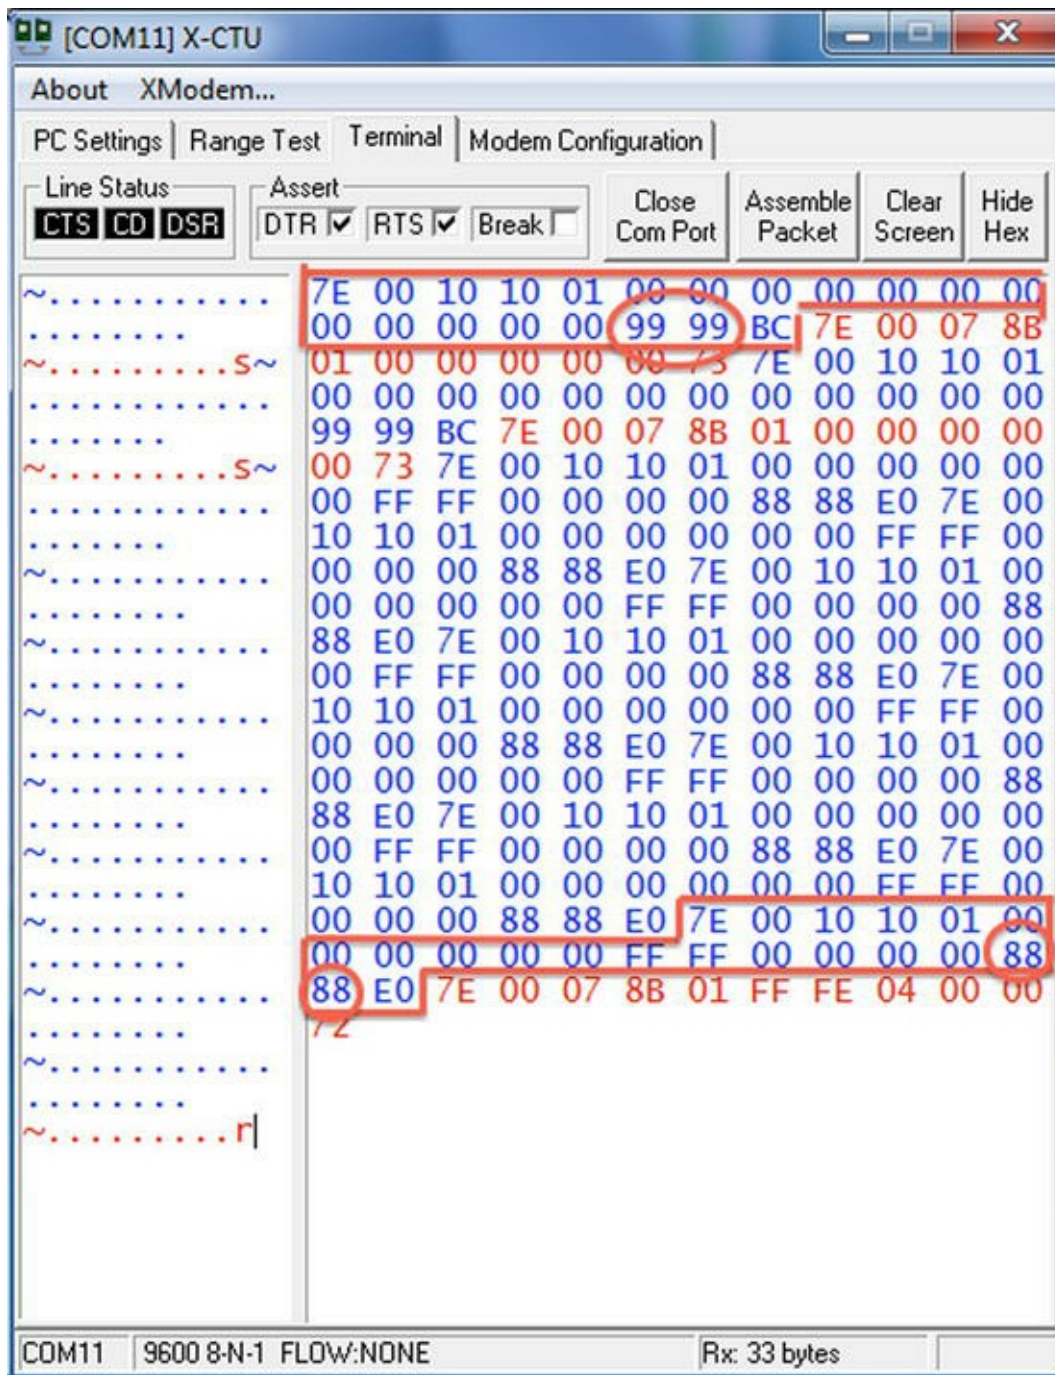 [COM11] X-CTU
About XModem...
PC Settings Range Test Terminal Modem Configuration
Line Status Assert
CTS CD DSR DTR RTS Break Close Com Port Assemble Packet Clear Screen Hide Hex
~........... 7E 00 10 10 01 00 00 00 00 00 00 00
........ 00 00 00 00 00 99 99 BC 7E 00 07 8B
~.........s~ 01 00 00 00 00 00 73 7E 00 10 10 01
............ 00 00 00 00 00 00 00 00 00 00 00 00
....... 99 99 BC 7E 00 07 8B 01 00 00 00 00
~.........s~ 00 73 7E 00 10 10 01 00 00 00 00 00
............ 00 FF FF 00 00 00 00 88 88 E0 7E 00
....... 10 10 01 00 00 00 00 00 00 FF FF 00
~........... 00 00 00 88 88 E0 7E 00 10 10 01 00
........ 00 00 00 00 00 FF FF 00 00 00 00 88
~........... 88 E0 7E 00 10 10 01 00 00 00 00 00
........ 00 FF FF 00 00 00 00 88 88 E0 7E 00
~........... 10 10 01 00 00 00 00 00 00 FF FF 00
........ 00 00 00 88 88 E0 7E 00 10 10 01 00
~........... 00 00 00 00 00 FF FF 00 00 00 00 88
........ 88 E0 7E 00 10 10 01 00 00 00 00 00
~........... 00 FF FF 00 00 00 00 88 88 E0 7E 00
........ 10 10 01 00 00 00 00 00 00 FF FF 00
~........... 00 00 00 88 88 E0 7E 00 10 10 01 00
........ 00 00 00 00 00 FF FF 00 00 00 00 88
~........... 88 E0 7E 00 07 8B 01 FF FE 04 00 00
........ 72
~...........
........
~.........r
COM11 9600 8-N-1 FLOW:NONE Rx: 33 bytes